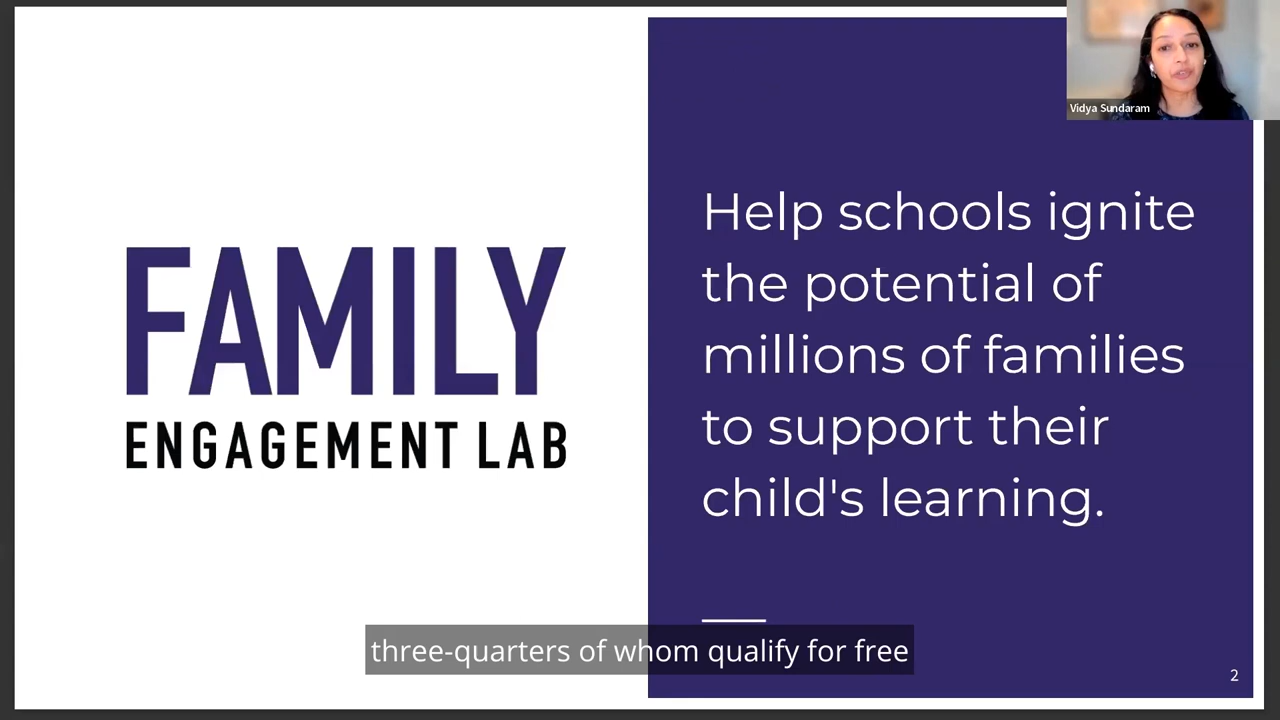 Vidya Sundaram
FAMILY
ENGAGEMENT LAB
Help schools ignite
the potential of
millions of families
to support their
child's learning.
three-quarters of whom qualify for free
2